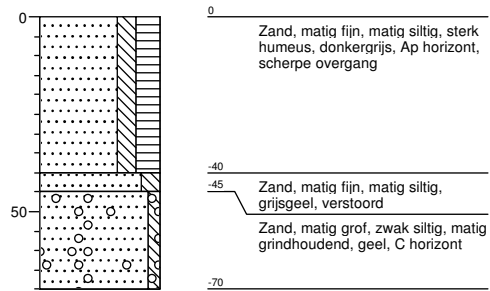 0
0
Zand, matig fijn, matig siltig, sterk
humeus, donkergrijs, Ap horizont,
scherpe overgang
-40
-45
Zand, matig fijn, matig siltig,
grijsgeel, verstoord
50
Zand, matig grof, zwak siltig, matig
grindhoudend, geel, C horizont
-70